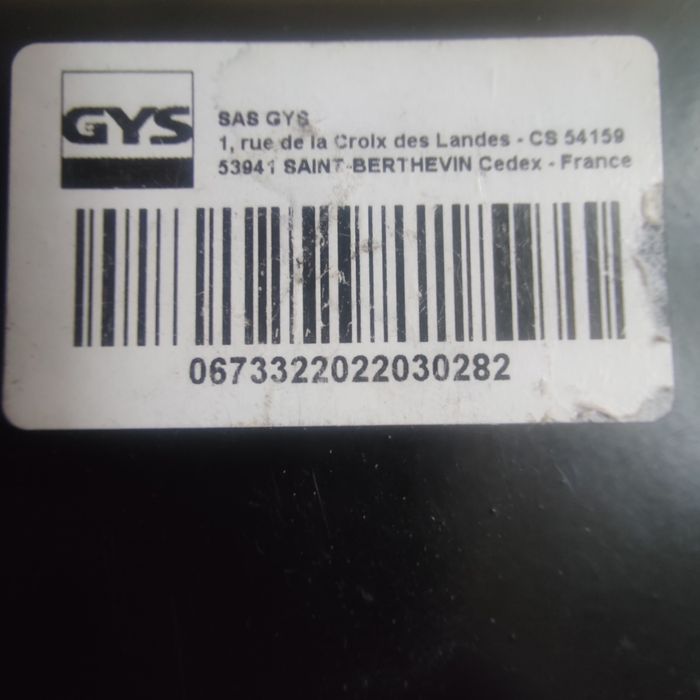 GYS
SAS GYS
1, rue de la Croix des Landes - CS 54159
53941 SAINT-BERTHEVIN Cedex - France
0673322022030282